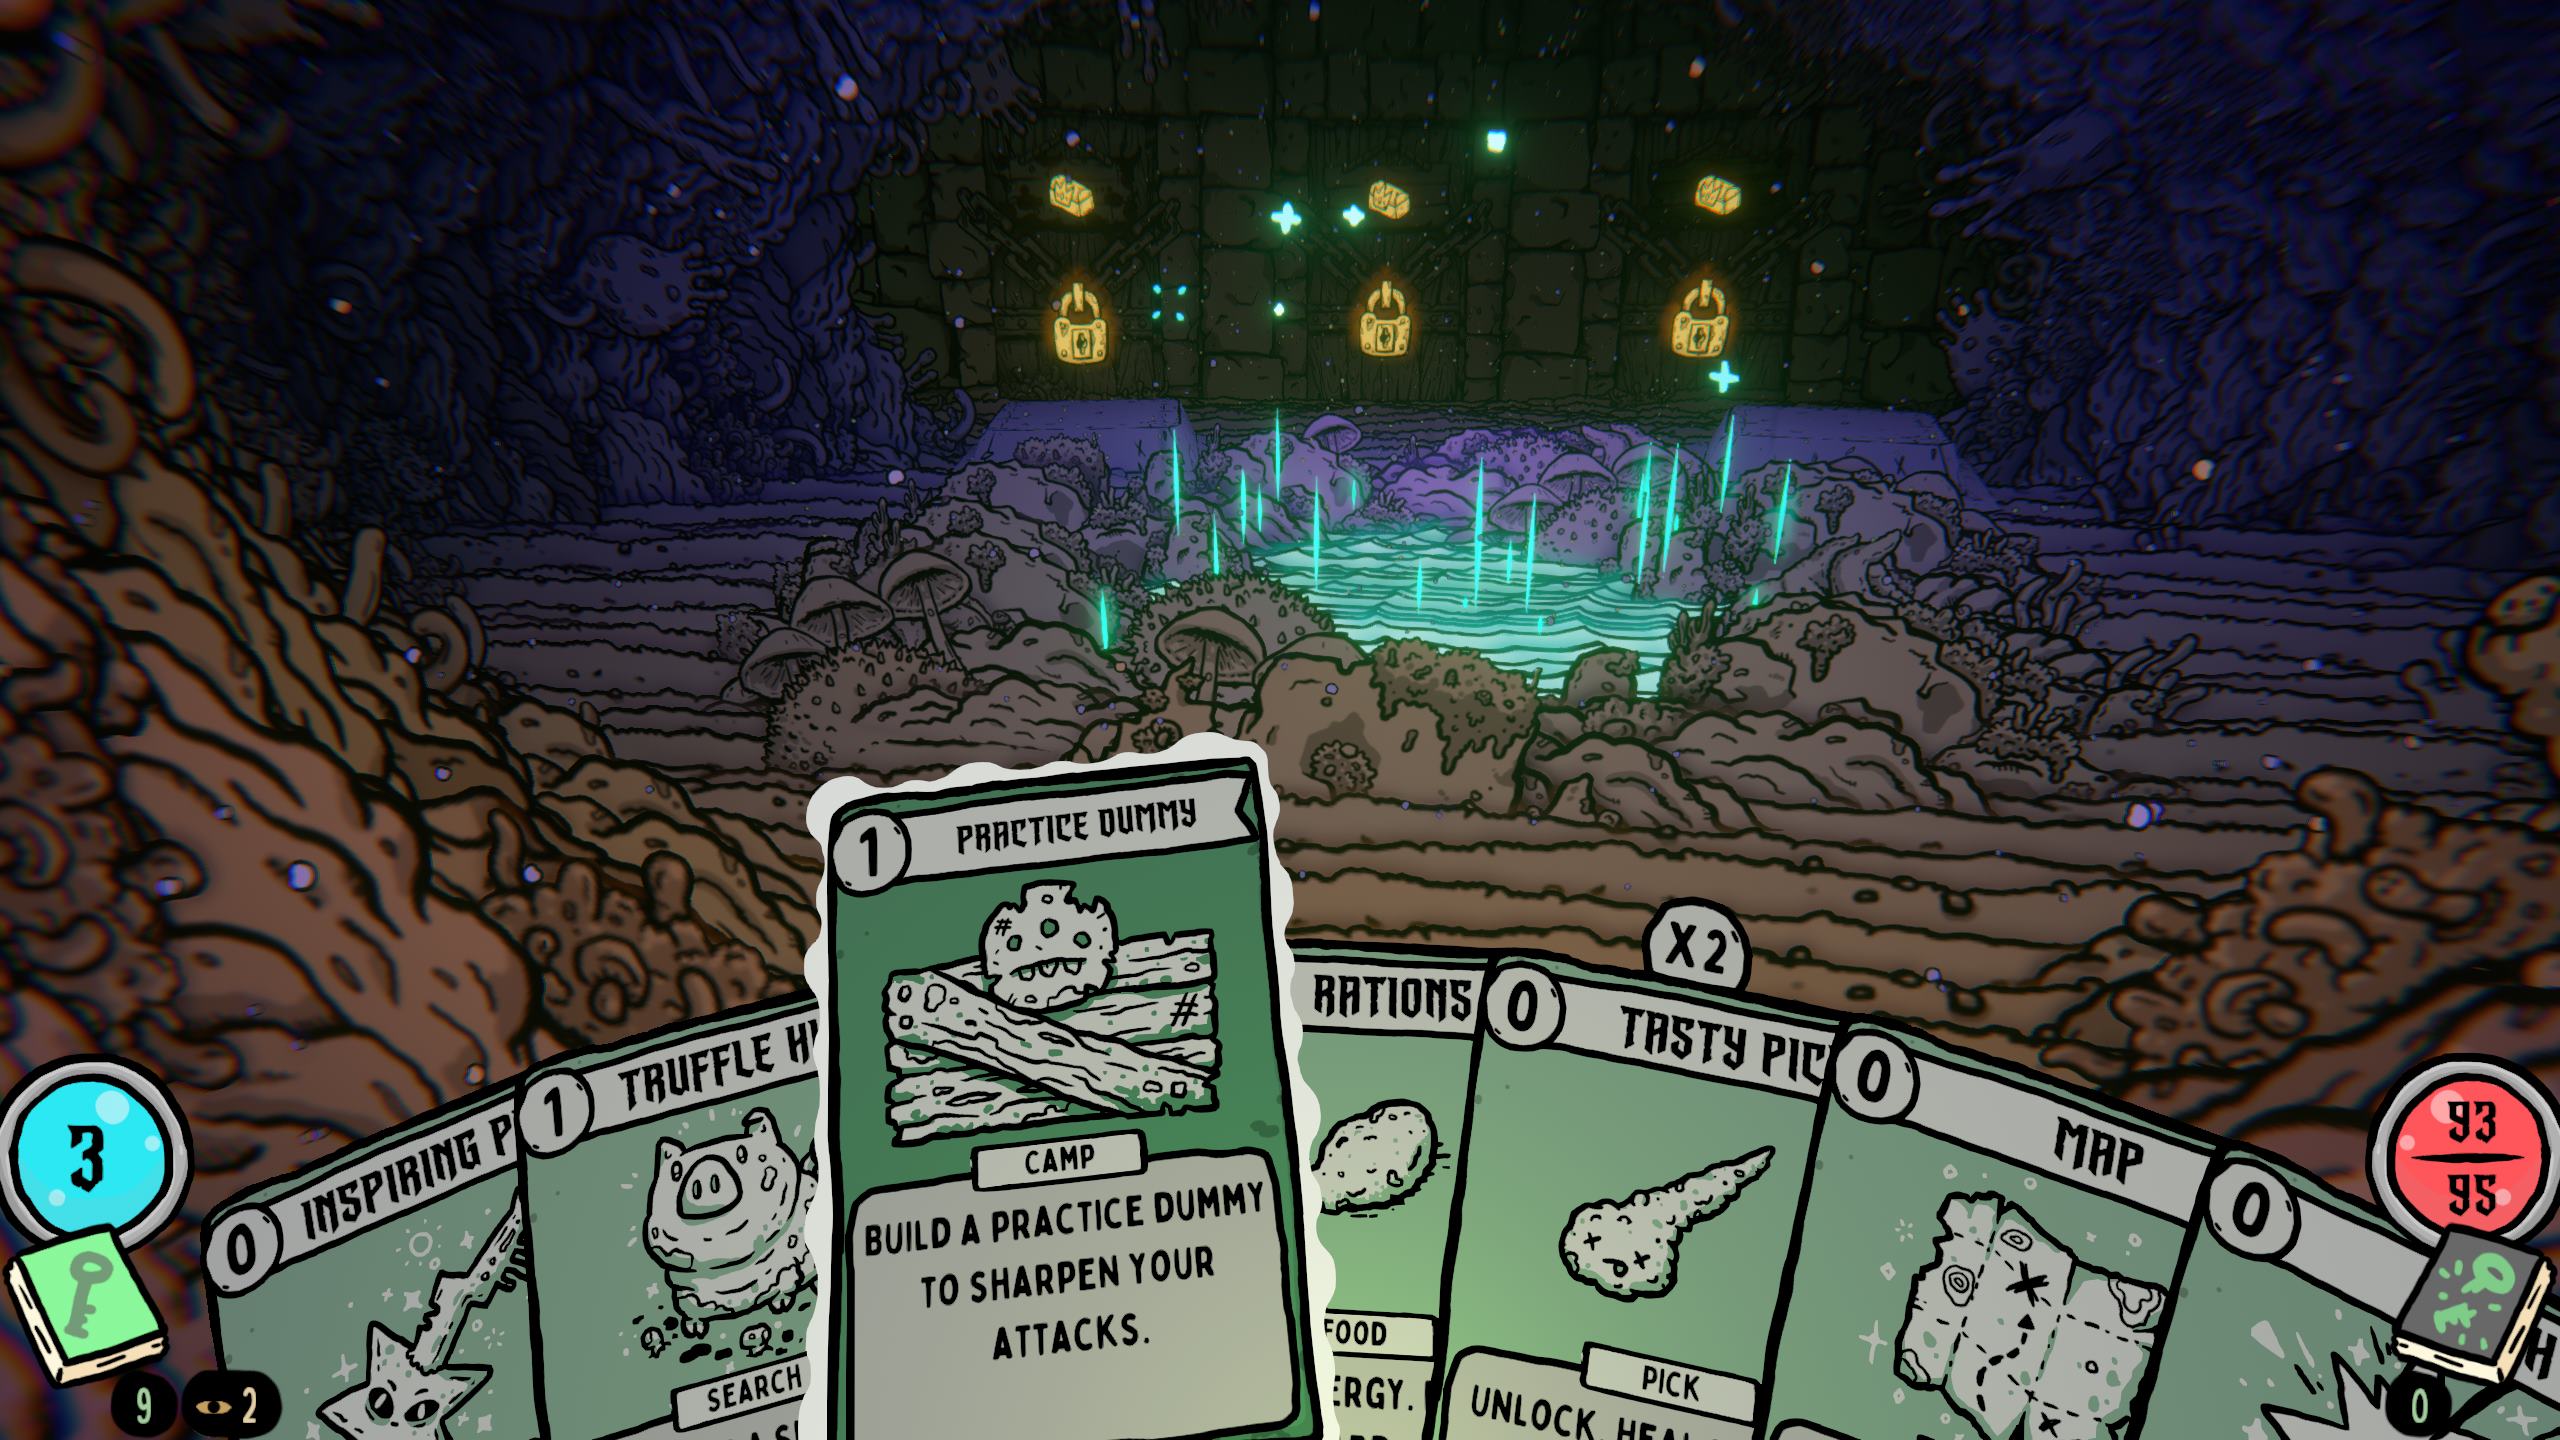 PRACTICE DUMMY
1
CAMP
BUILD A PRACTICE DUMMY
TO SHARPEN YOUR
ATTACKS.
0
INSPIRING P
1
TRUFFLE H
SEARCH
RATIONS
FOOD
ERGY.
X2
0
TASTY PIC
PICK
UNLOCK. HEAL
0
MAP
0
3
9
2
93
95
0